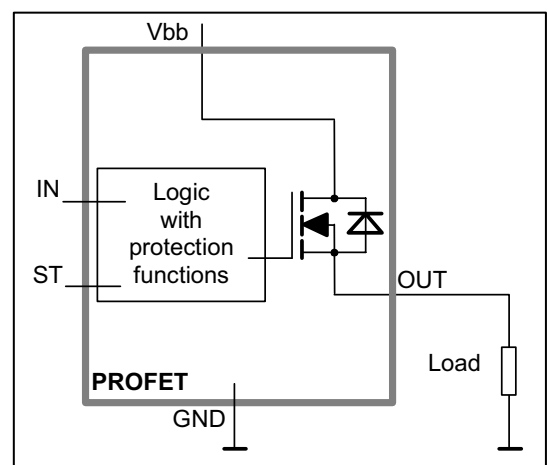 Vbb
IN
Logic
with
protection
functions
ST
OUT
Load
PROFET
GND